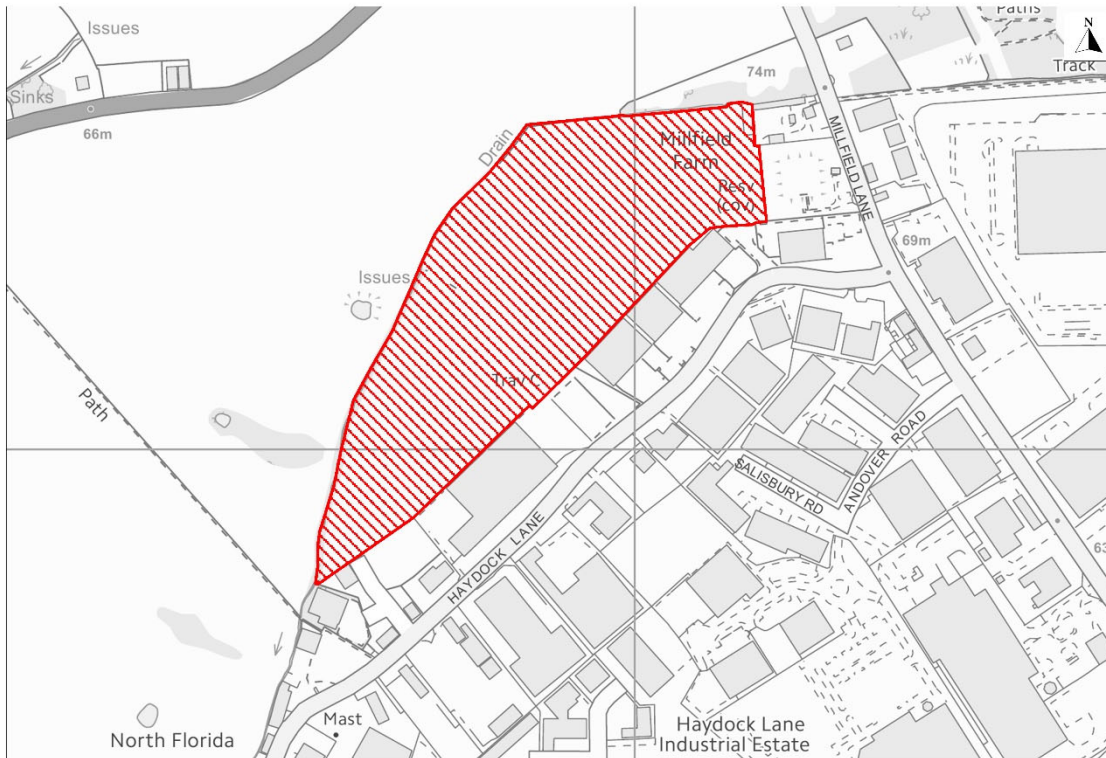 Issues
Paths
N
Track
74m
Sinks
66m
Drain
Millfield
Farm
MILLFIELD LANE
Resv
(cov)
69m
Issues
Trav C
Path
SALISBURY RD
ANDOVER ROAD
HAYDOCK LANE
63
Mast
North Florida
Haydock Lane
Industrial Estate